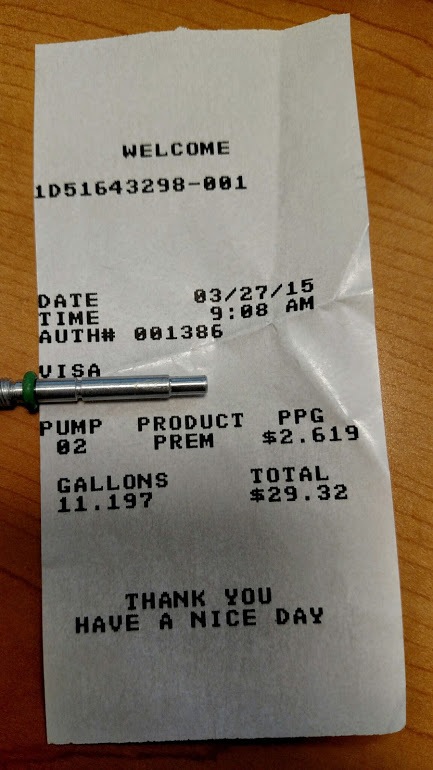 WELCOME
1D51643298-001
DATE 03/27/15
TIME 9:08 AM
AUTH# 001386
VISA
PUMP PRODUCT PPG
02 PREM $2.619
GALLONS TOTAL
11.197 $29.32
THANK YOU
HAVE A NICE DAY